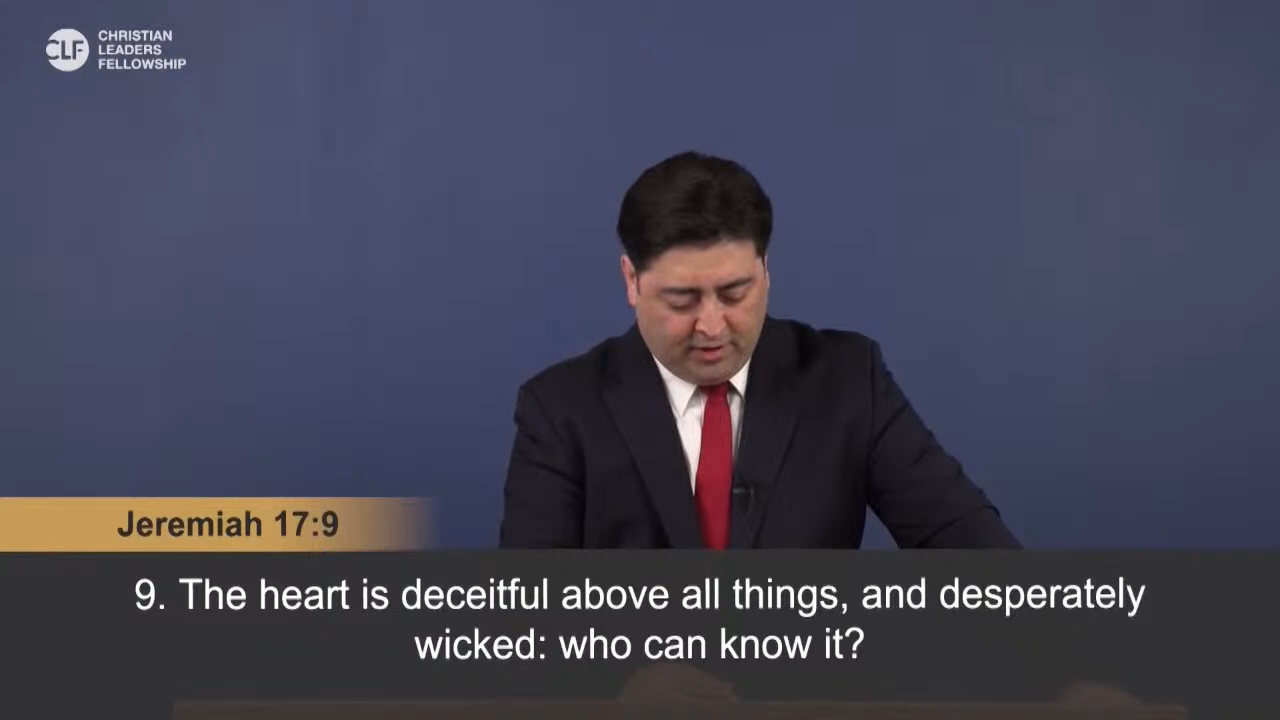 CLF
CHRISTIAN
LEADERS
FELLOWSHIP
Jeremiah 17:9
9. The heart is deceitful above all things, and desperately
wicked: who can know it?